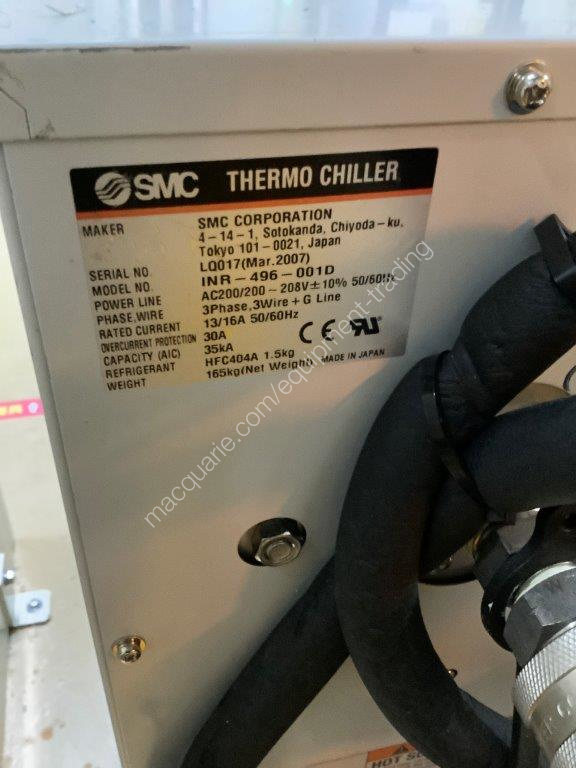 SMC THERMO CHILLER
MAKER SMC CORPORATION
4-14-1, Sotokanda, Chiyoda-ku,
Tokyo 101-0021, Japan
SERIAL NO. LQ017(Mar.2007)
MODEL NO. INR-496-001D
POWER LINE AC200/200-208V±10% 50/60Hz
PHASE,WIRE 3Phase,3Wire+G Line
RATED CURRENT 13/16A 50/60Hz
OVERCURRENT PROTECTION 30A
CAPACITY (AIC) 35kA
REFRIGERANT HFC404A 1.5kg
WEIGHT 165kg(Net Weight)
CE
MADE IN JAPAN
macquarie.com/equipment-trading
HOT